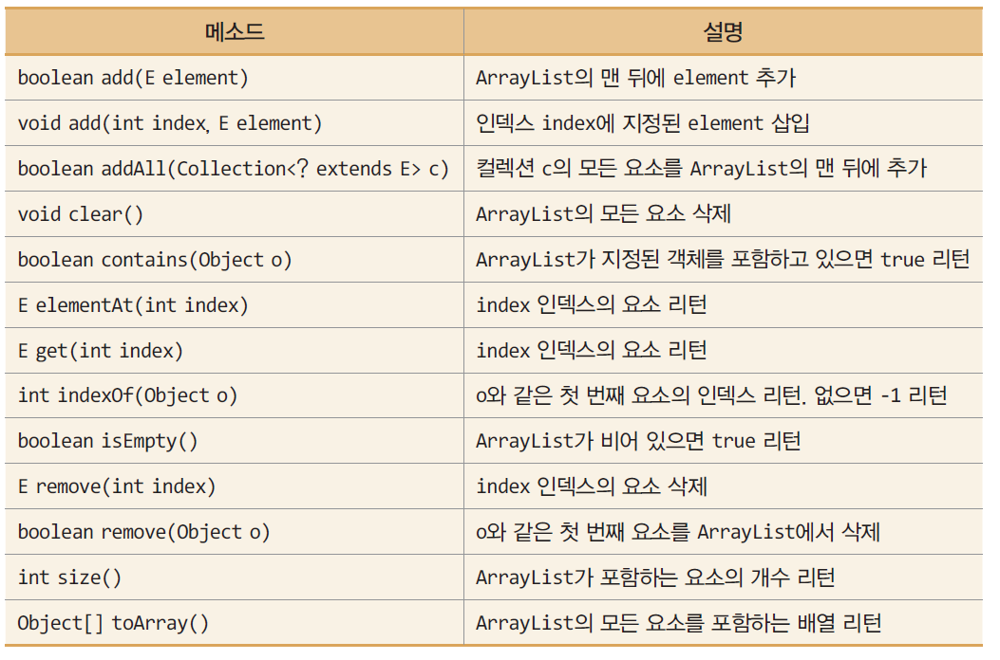 메소드 설명
boolean add(E element) ArrayList의 맨 뒤에 element 추가
void add(int index, E element) 인덱스 index에 지정된 element 삽입
boolean addAll(Collection<? extends E> c) 컬렉션 c의 모든 요소를 ArrayList의 맨 뒤에 추가
void clear() ArrayList의 모든 요소 삭제
boolean contains(Object o) ArrayList가 지정된 객체를 포함하고 있으면 true 리턴
E elementAt(int index) index 인덱스의 요소 리턴
E get(int index) index 인덱스의 요소 리턴
int indexOf(Object o) o와 같은 첫 번째 요소의 인덱스 리턴. 없으면 -1 리턴
boolean isEmpty() ArrayList가 비어 있으면 true 리턴
E remove(int index) index 인덱스의 요소 삭제
boolean remove(Object o) o와 같은 첫 번째 요소를 ArrayList에서 삭제
int size() ArrayList가 포함하는 요소의 개수 리턴
Object[] toArray() ArrayList의 모든 요소를 포함하는 배열 리턴